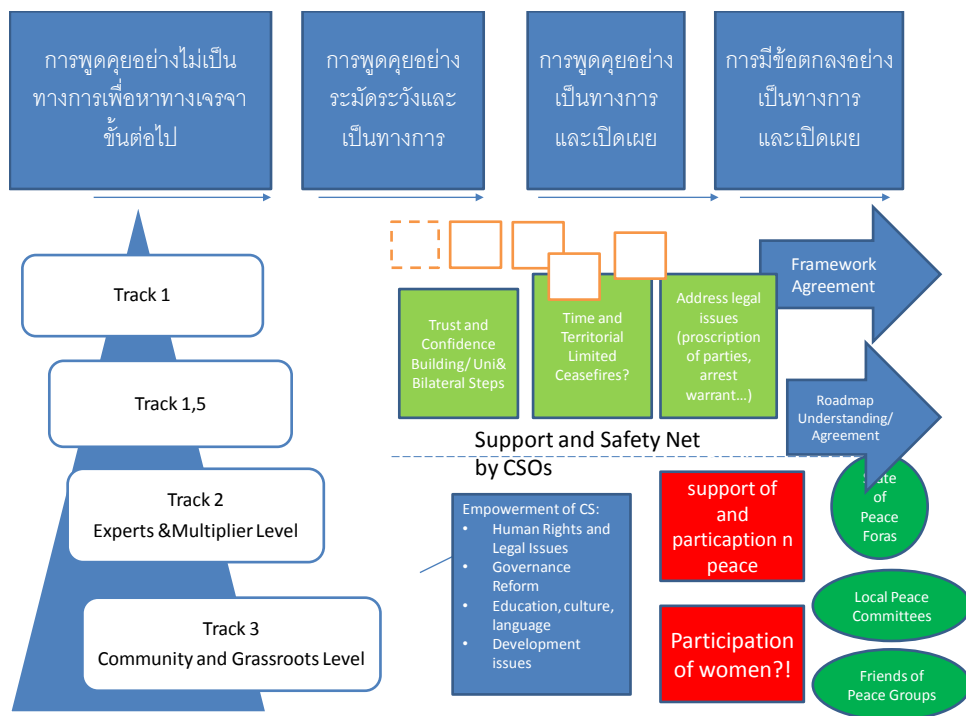 การพูดคุยอย่างไม่เป็น
ทางการเพื่อหาทางเจรจา
ขั้นต่อไป
การพูดคุยอย่าง
ระมัดระวังและ
เป็นทางการ
การพูดคุยอย่าง
เป็นทางการ
และเปิดเผย
การมีข้อตกลงอย่าง
เป็นทางการ
และเปิดเผย
Track 1
Track 1,5
Track 2
Experts &Multiplier Level
Track 3
Community and Grassroots Level
Trust and
Confidence
Building/ Uni&
Bilateral Steps
Time and
Territorial
Limited
Ceasefires?
Address legal
issues
(proscription
of parties,
arrest
warrant…)
Framework
Agreement
Roadmap
Understanding/
Agreement
Support and Safety Net
by CSOs
Empowerment of CS:
• Human Rights and
Legal Issues
• Governance
Reform
• Education, culture,
language
• Development
issues
support of
and
particaption n
peace
Participation
of women?!
of
Peace
Foras
Local Peace
Committees
Friends of
Peace Groups